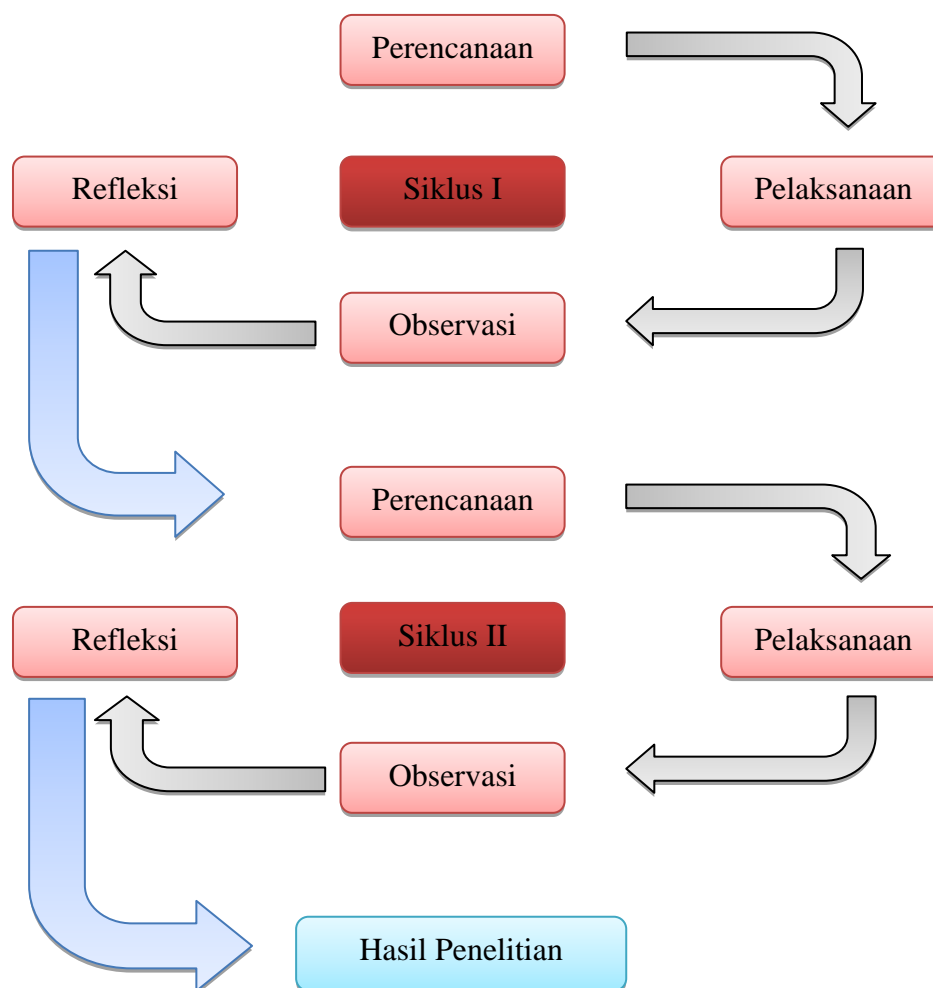 Perencanaan
Refleksi
Siklus I
Pelaksanaan
Observasi
Perencanaan
Refleksi
Siklus II
Pelaksanaan
Observasi
Hasil Penelitian